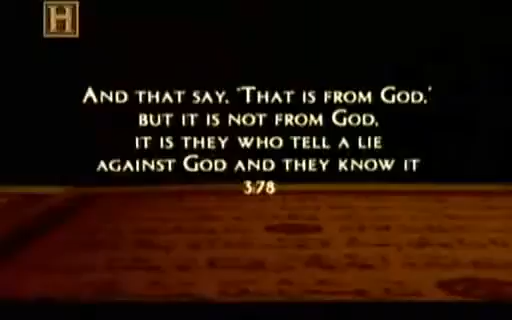 H
AND THAT SAY, 'THAT IS FROM GOD,'
BUT IT IS NOT FROM GOD,
IT IS THEY WHO TELL A LIE
AGAINST GOD AND THEY KNOW IT
3:78